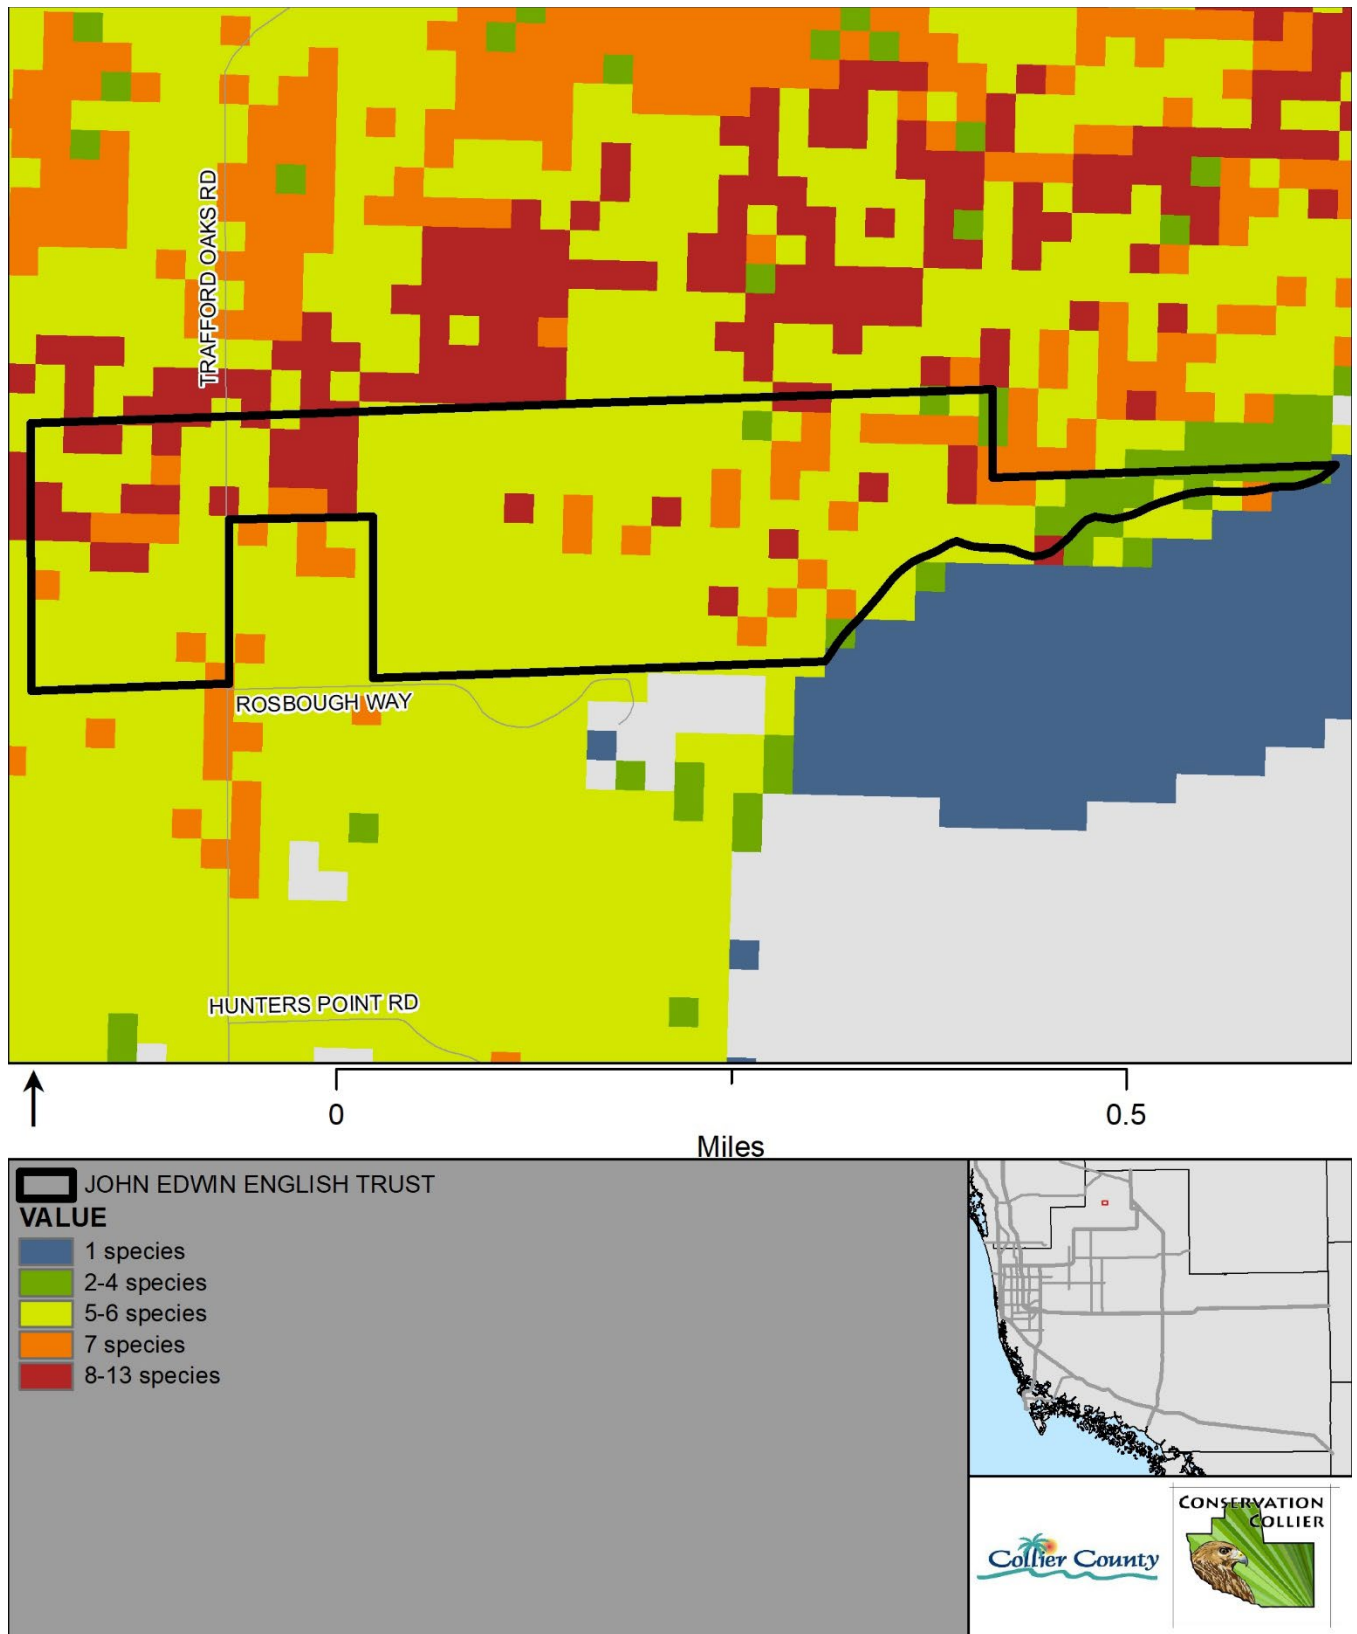 TRAFFORD OAKS RD
ROSBOUGH WAY
HUNTERS POINT RD
0
0.5
Miles
JOHN EDWIN ENGLISH TRUST
VALUE
1 species
2-4 species
5-6 species
7 species
8-13 species
Collier County
CONSERVATION
COLLIER